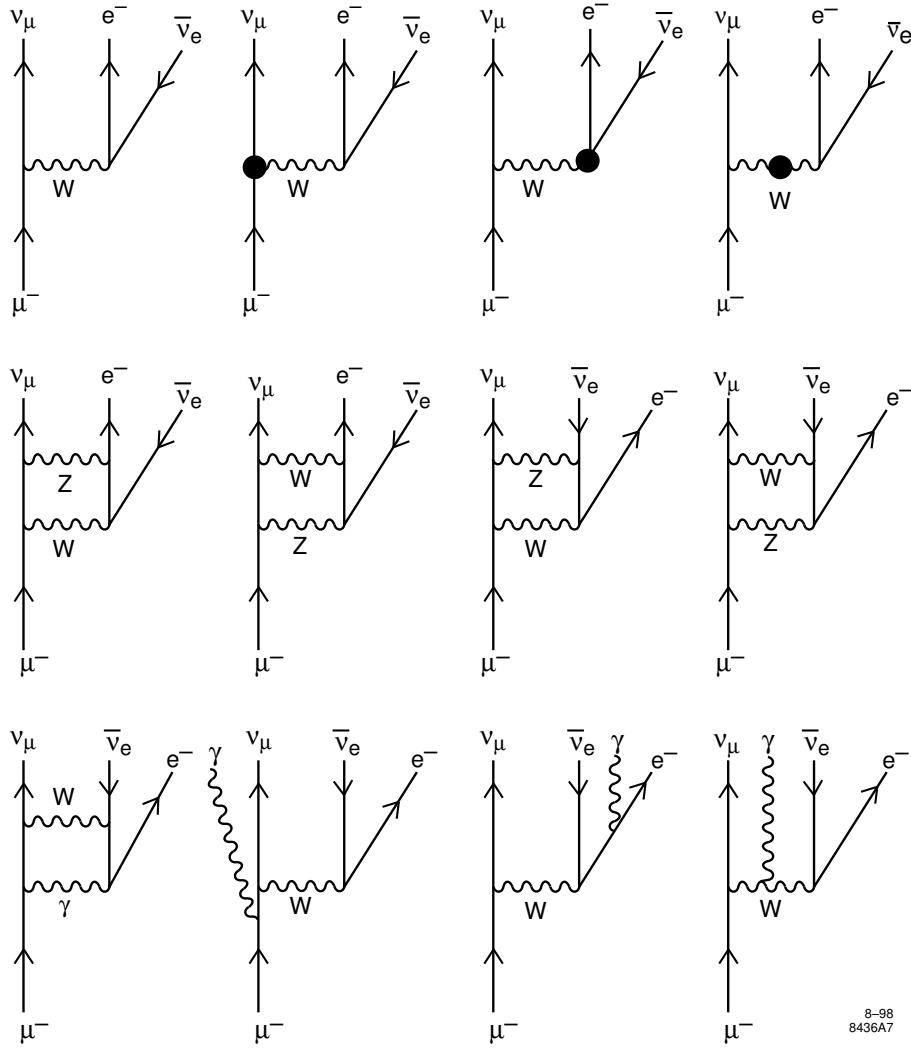 νμ e– ν̅e νμ e– ν̅e e– ν̅e νμ e– ν̅e
νμ
W W W W
μ– μ– μ– μ–
νμ e– ν̅e νμ e– ν̅e νμ ν̅e e– νμ ν̅e e–
Z W Z W
W Z W Z
μ– μ– μ– μ–
νμ ν̅e e– γ νμ ν̅e e– νμ ν̅e γ e– νμ γ ν̅e e–
W
γ W W W
μ– μ– μ– μ–
8–98
8436A7